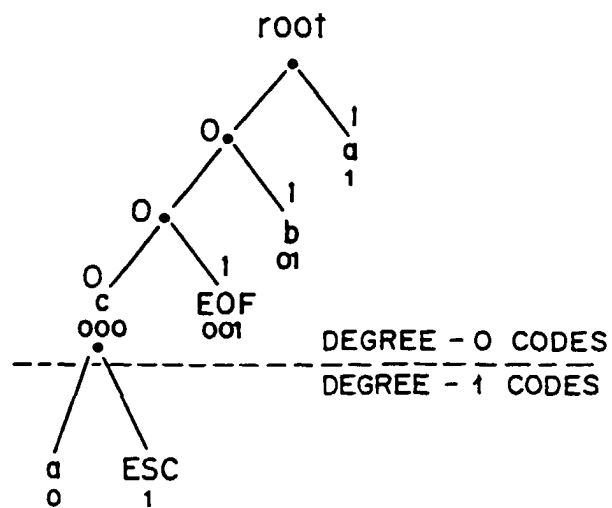 root
1
0 a
1
1
0 b
01
0 1
c EOF
000 001
DEGREE - 0 CODES
DEGREE - 1 CODES
a ESC
0 1